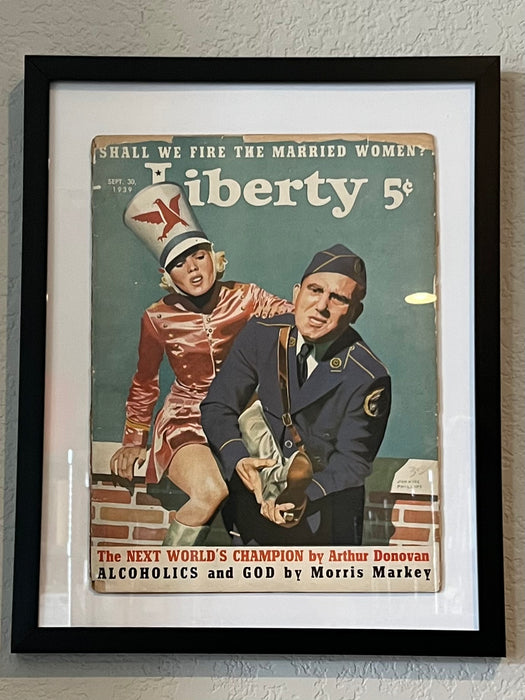 SHALL WE FIRE THE MARRIED WOMEN?
SEPT. 30,
1939
Liberty 5¢
The NEXT WORLD'S CHAMPION by Arthur Donovan
ALCOHOLICS and GOD by Morris Markey